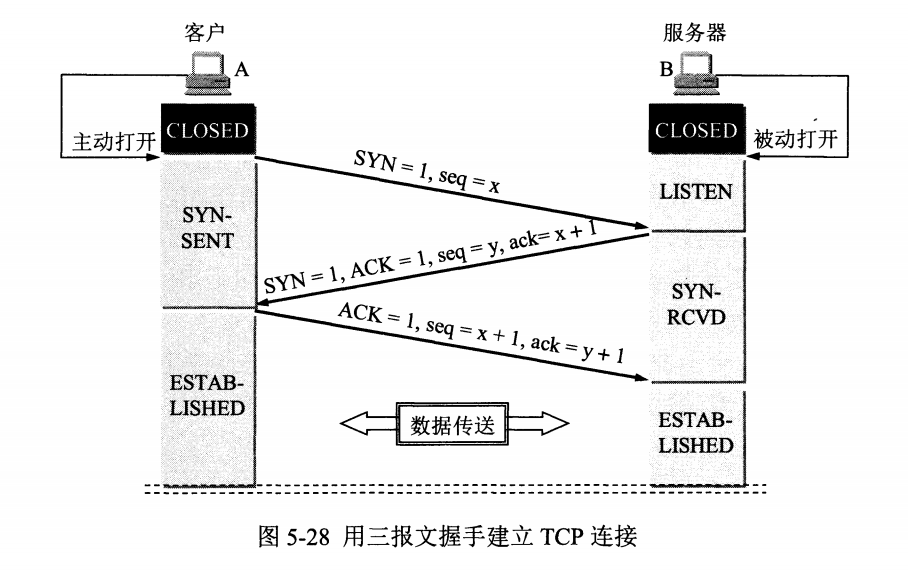 客户
服务器
A
B
CLOSED
CLOSED
主动打开
被动打开
SYN = 1, seq = x
LISTEN
SYN-
SENT
SYN = 1, ACK = 1, seq = y, ack= x + 1
SYN-
RCVD
ACK = 1, seq = x + 1, ack = y + 1
ESTAB-
LISHED
数据传送
ESTAB-
LISHED
图 5-28 用三报文握手建立 TCP 连接